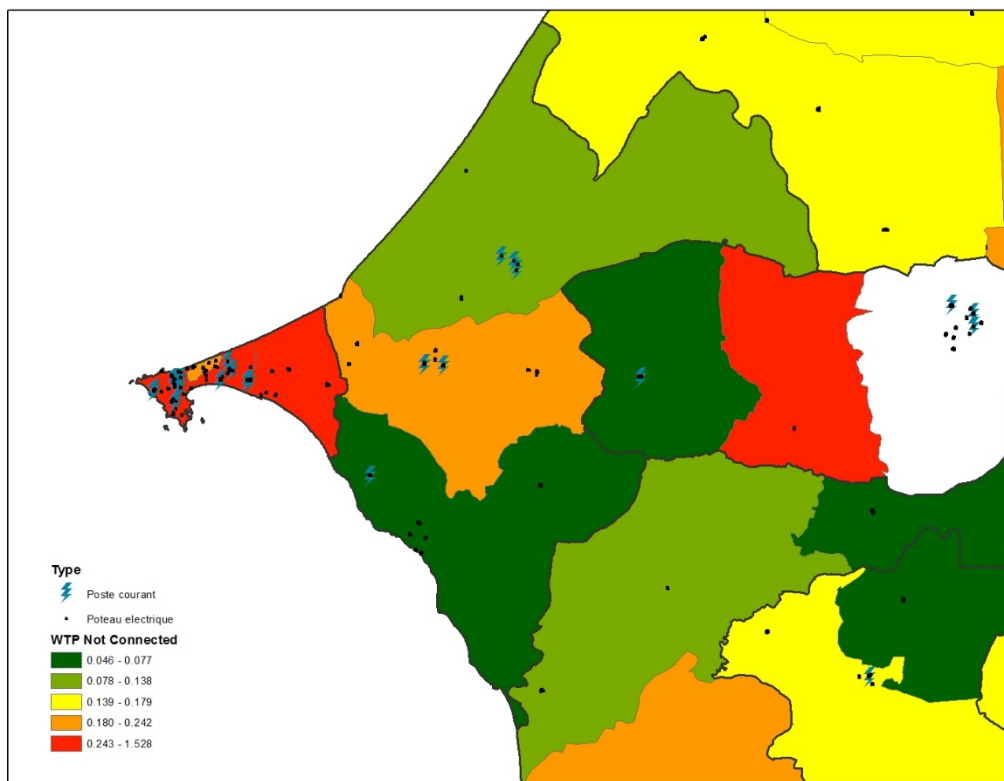 Type
Poste courant
Poteau electrique
WTP Not Connected
0.046 - 0.077
0.078 - 0.138
0.139 - 0.179
0.180 - 0.242
0.243 - 1.528